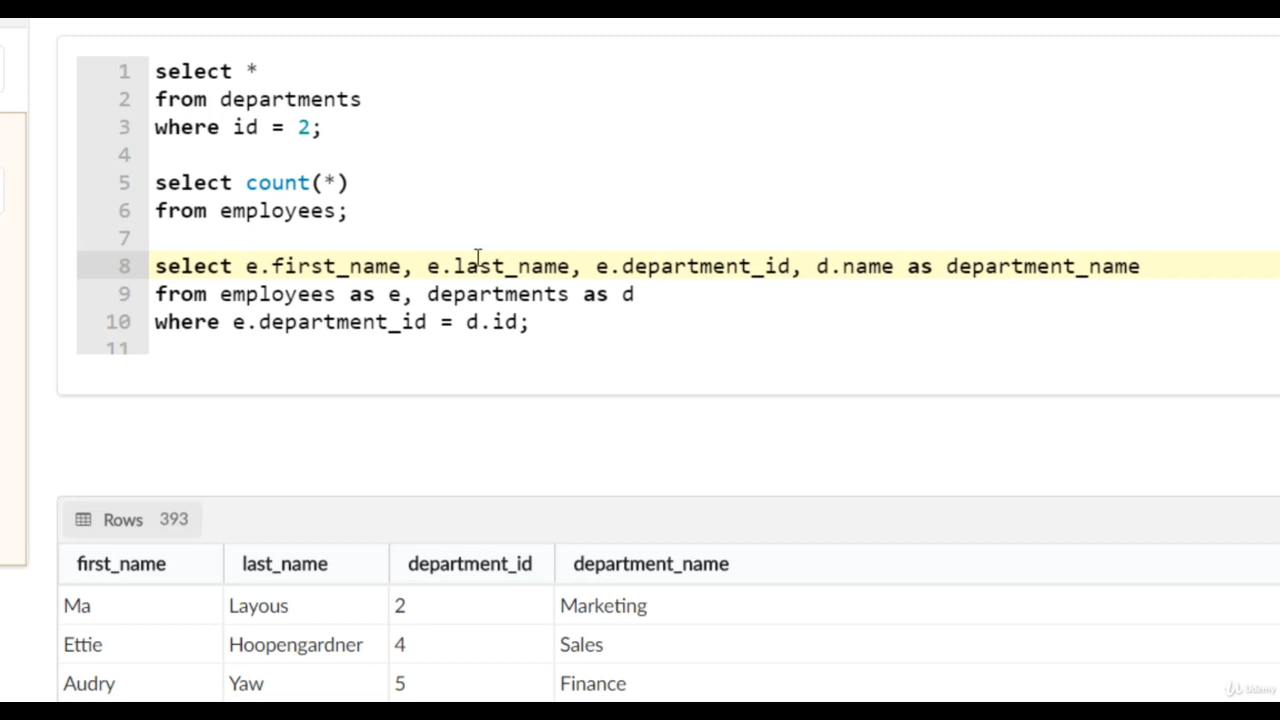 1 select *
2 from departments
3 where id = 2;
4
5 select count(*)
6 from employees;
7
8 select e.first_name, e.last_name, e.department_id, d.name as department_name
9 from employees as e, departments as d
10 where e.department_id = d.id;
11
Rows 393
first_name last_name department_id department_name
Ma Layous 2 Marketing
Ettie Hoopengardner 4 Sales
Audry Yaw 5 Finance
Udemy